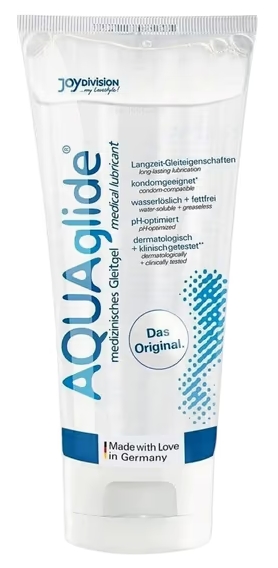 JOYDIVISION
...my lovestyle!
AQUAglide®
medizinisches Gleitgel
medical lubricant
Langzeit-Gleiteigenschaften
long-lasting lubrication
kondomgeeignet*
condom-compatible
wasserlöslich + fettfrei
water-soluble + greaseless
pH-optimiert
pH-optimized
dermatologisch
+ klinischgetestet**
dermatologically
+ clinically tested
Das
Original.
Made with Love
in Germany